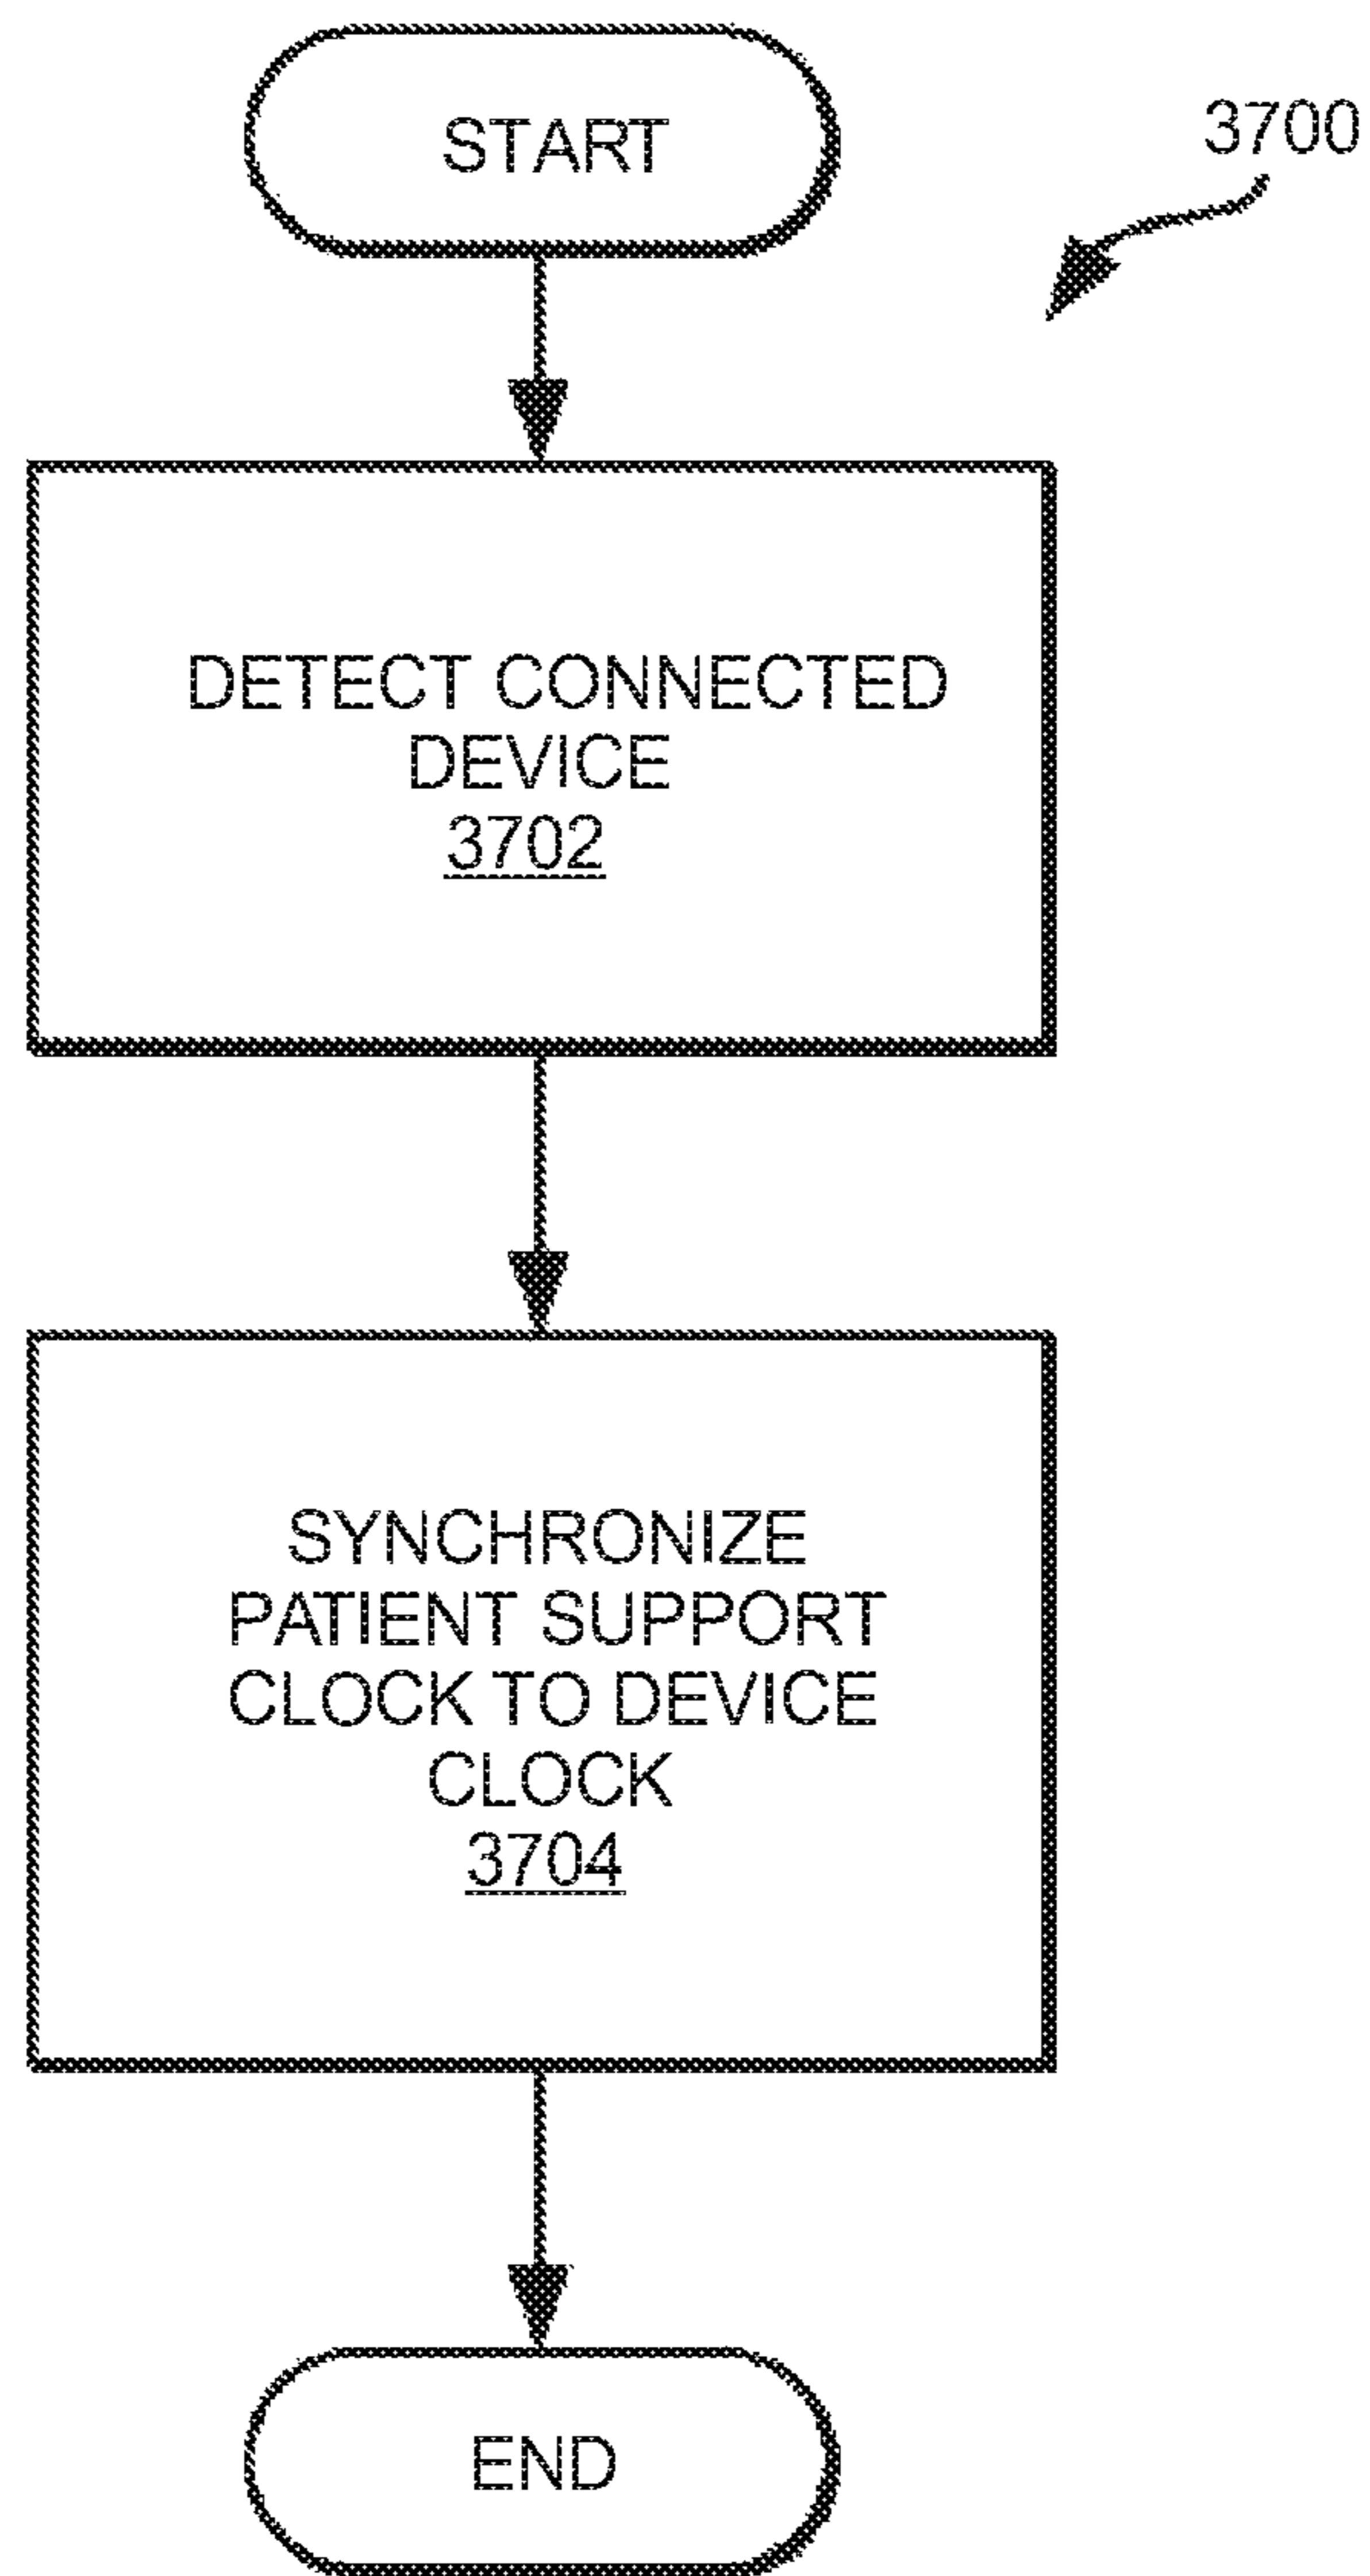 START
3700
DETECT CONNECTED
DEVICE
3702
SYNCHRONIZE
PATIENT SUPPORT
CLOCK TO DEVICE
CLOCK
3704
END